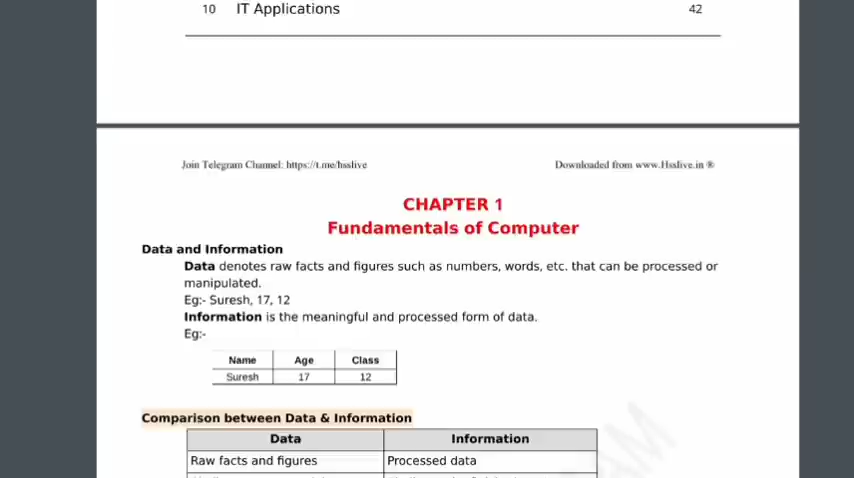 10 IT Applications 42
Join Telegram Channel: https://t.me/hsslive Downloaded from www.Hsslive.in ®
CHAPTER 1
Fundamentals of Computer
Data and Information
Data denotes raw facts and figures such as numbers, words, etc. that can be processed or
manipulated.
Eg:- Suresh, 17, 12
Information is the meaningful and processed form of data.
Eg:-
Name Age Class
Suresh 17 12
Comparison between Data & Information
Data Information
Raw facts and figures Processed data